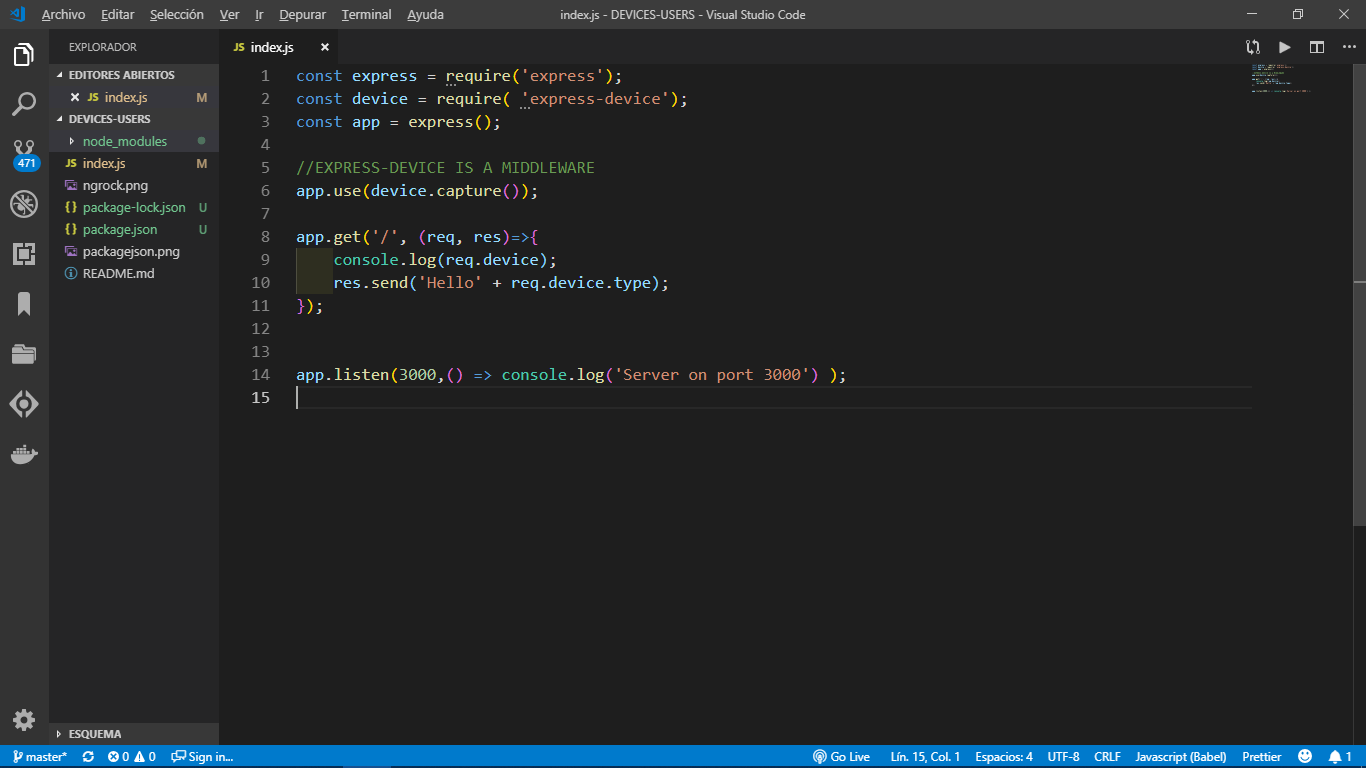 Archivo Editar Selección Ver Ir Depurar Terminal Ayuda
index.js - DEVICES-USERS - Visual Studio Code
EXPLORADOR
EDITORES ABIERTOS
JS index.js M
DEVICES-USERS
node_modules
JS index.js M
ngrock.png
{} package-lock.json U
{} package.json U
packagejson.png
README.md
ESQUEMA
471
JS index.js
1 const express = require('express');
2 const device = require( 'express-device');
3 const app = express();
4
5 //EXPRESS-DEVICE IS A MIDDLEWARE
6 app.use(device.capture());
7
8 app.get('/', (req, res)=>{
9 console.log(req.device);
10 res.send('Hello' + req.device.type);
11 });
12
13
14 app.listen(3000,() => console.log('Server on port 3000') );
15
master* 0 0 Sign in... Go Live Lín. 15, Col. 1 Espacios: 4 UTF-8 CRLF Javascript (Babel) Prettier 1